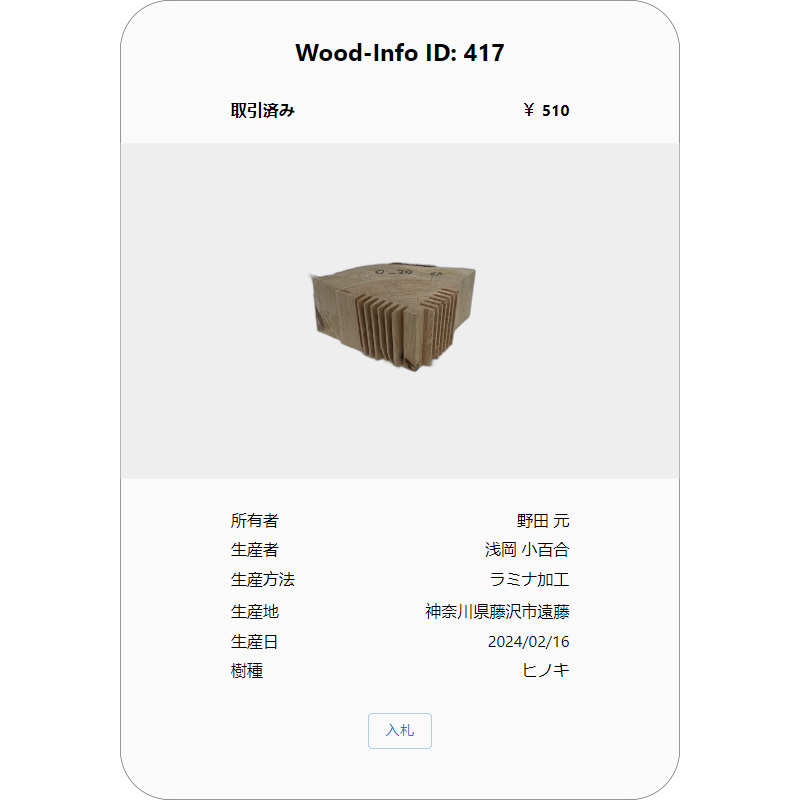 Wood-Info ID: 417
取引済み ￥ 510
所有者 野田 元
生産者 浅岡 小百合
生産方法 ラミナ加工
生産地 神奈川県藤沢市遠藤
生産日 2024/02/16
樹種 ヒノキ
入札